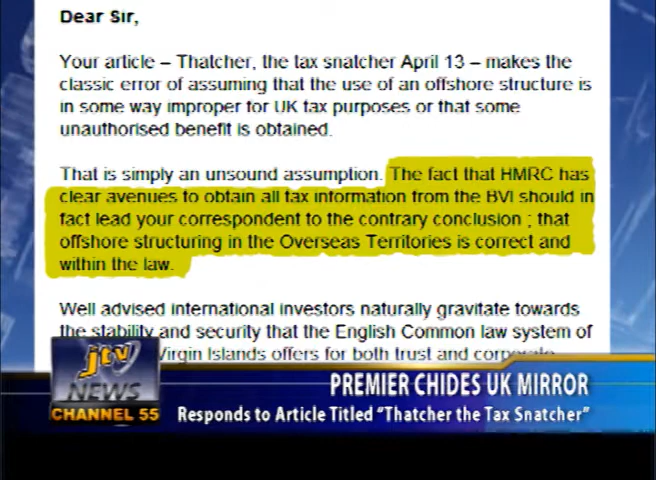 Dear Sir,
Your article – Thatcher, the tax snatcher April 13 – makes the
classic error of assuming that the use of an offshore structure is
in some way improper for UK tax purposes or that some
unauthorised benefit is obtained.
That is simply an unsound assumption. The fact that HMRC has
clear avenues to obtain all tax information from the BVI should in
fact lead your correspondent to the contrary conclusion ; that
offshore structuring in the Overseas Territories is correct and
within the law.
Well advised international investors naturally gravitate towards
the stability and security that the English Common law system of
Virgin Islands offers for both trust and corporate
jtv
NEWS
CHANNEL 55
PREMIER CHIDES UK MIRROR
Responds to Article Titled “Thatcher the Tax Snatcher”